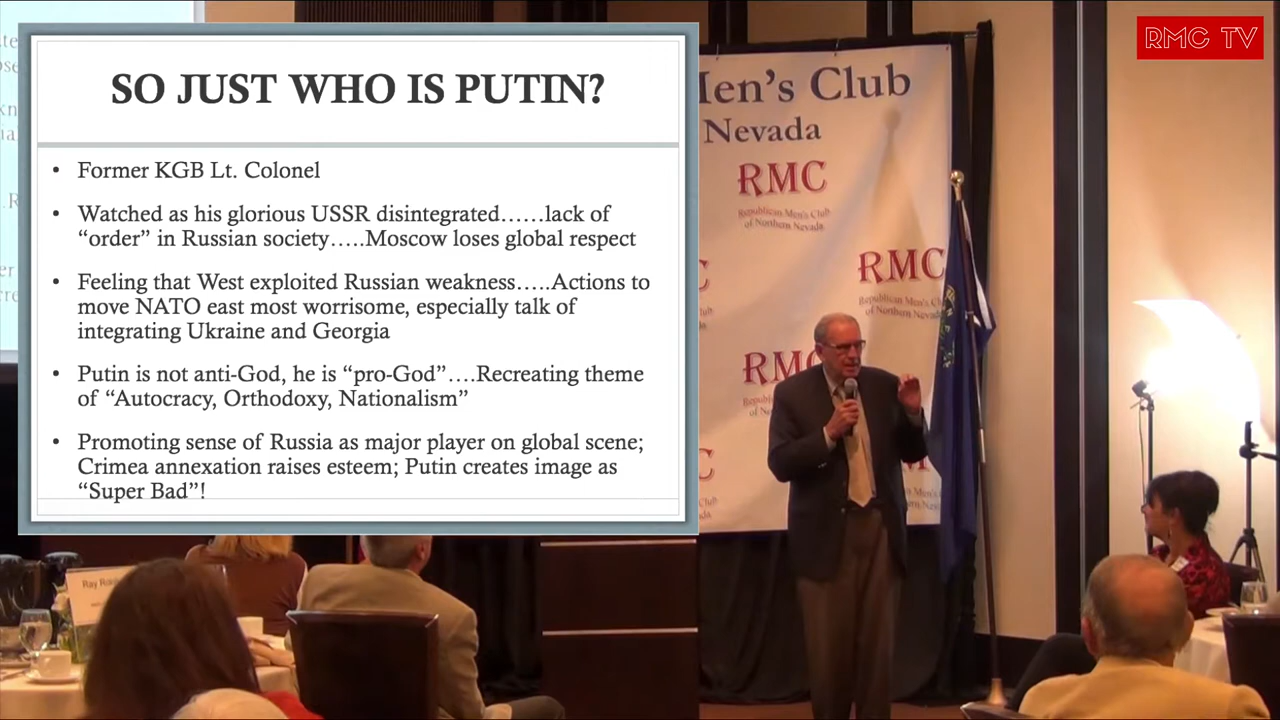 RMC TV
SO JUST WHO IS PUTIN?
• Former KGB Lt. Colonel
• Watched as his glorious USSR disintegrated……lack of
“order” in Russian society…..Moscow loses global respect
• Feeling that West exploited Russian weakness…..Actions to
move NATO east most worrisome, especially talk of
integrating Ukraine and Georgia
• Putin is not anti-God, he is “pro-God”….Recreating theme
of “Autocracy, Orthodoxy, Nationalism”
• Promoting sense of Russia as major player on global scene;
Crimea annexation raises esteem; Putin creates image as
“Super Bad”!
Men's Club
Nevada
RMC
Republican Men's Club
of Northern Nevada
RMC
Republican Men's C
of Northern Nevada
RMC
Ray